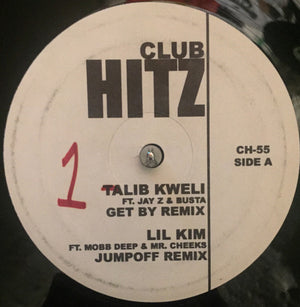 CLUB
HITZ
CH-55
SIDE A
1
TALIB KWELI
FT. JAY Z & BUSTA
GET BY REMIX
LIL KIM
FT. MOBB DEEP & MR. CHEEKS
JUMPOFF REMIX